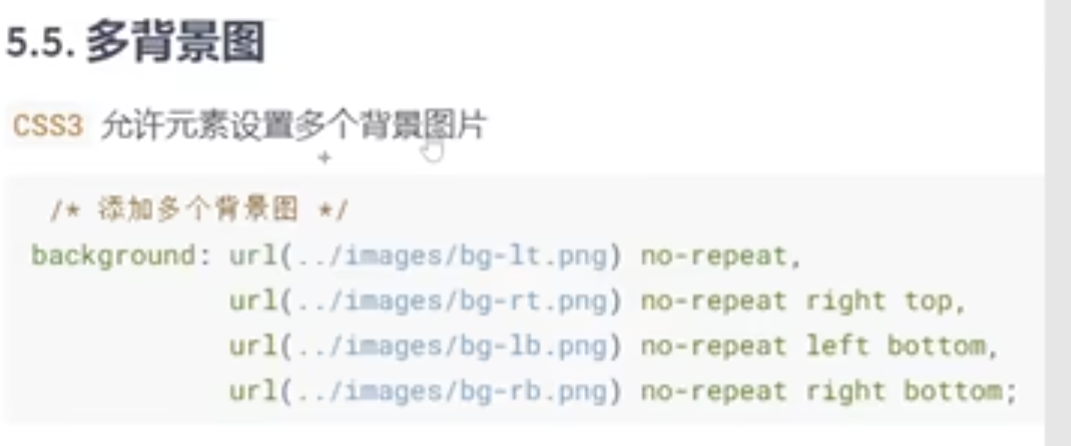 5.5. 多背景图
CSS3 允许元素设置多个背景图片
/* 添加多个背景图 */
background: url(../images/bg-lt.png) no-repeat,
url(../images/bg-rt.png) no-repeat right top,
url(../images/bg-lb.png) no-repeat left bottom,
url(../images/bg-rb.png) no-repeat right bottom;